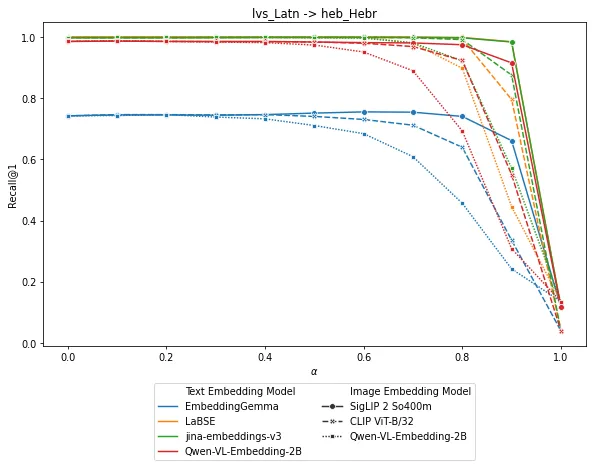 lvs_Latn -> heb_Hebr
Recall@1
1.0
0.8
0.6
0.4
0.2
0.0
0.0 0.2 0.4 0.6 0.8 1.0
α
Text Embedding Model Image Embedding Model
EmbeddingGemma SigLIP 2 So400m
LaBSE CLIP ViT-B/32
jina-embeddings-v3 Qwen-VL-Embedding-2B
Qwen-VL-Embedding-2B